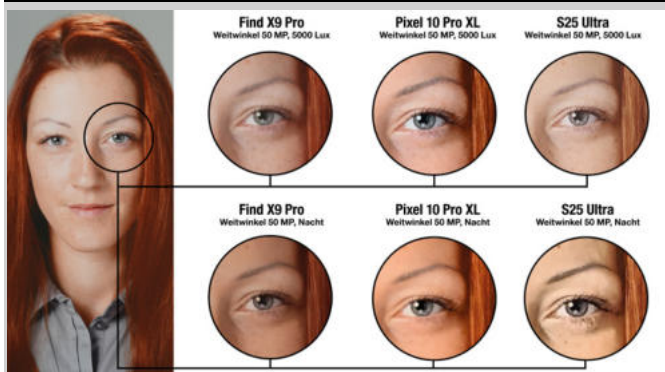 Find X9 Pro
Weitwinkel 50 MP, 5000 Lux
Pixel 10 Pro XL
Weitwinkel 50 MP, 5000 Lux
S25 Ultra
Weitwinkel 50 MP, 5000 Lux
Find X9 Pro
Weitwinkel 50 MP, Nacht
Pixel 10 Pro XL
Weitwinkel 50 MP, Nacht
S25 Ultra
Weitwinkel 50 MP, Nacht